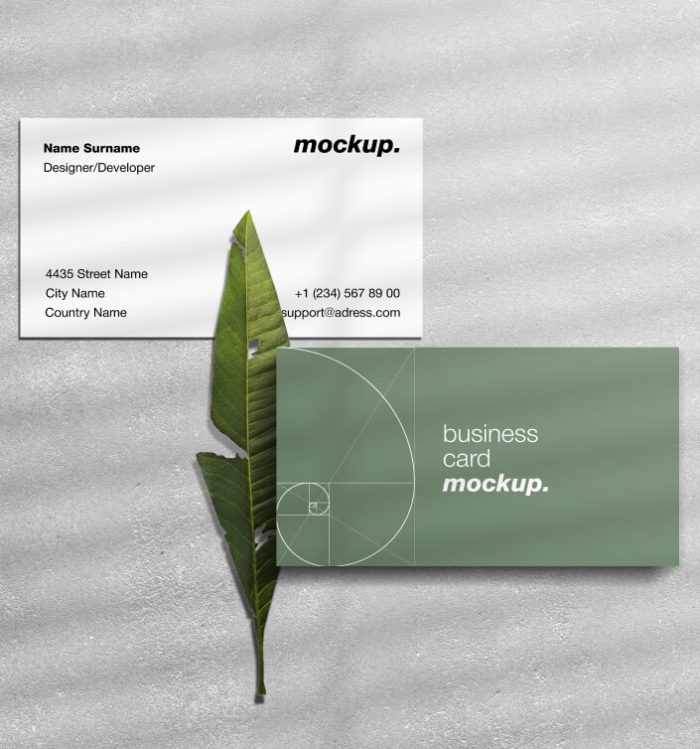 Name Surname
Designer/Developer
mockup.
4435 Street Name
City Name
Country Name
+1 (234) 567 89 00
support@adress.com
business
card
mockup.